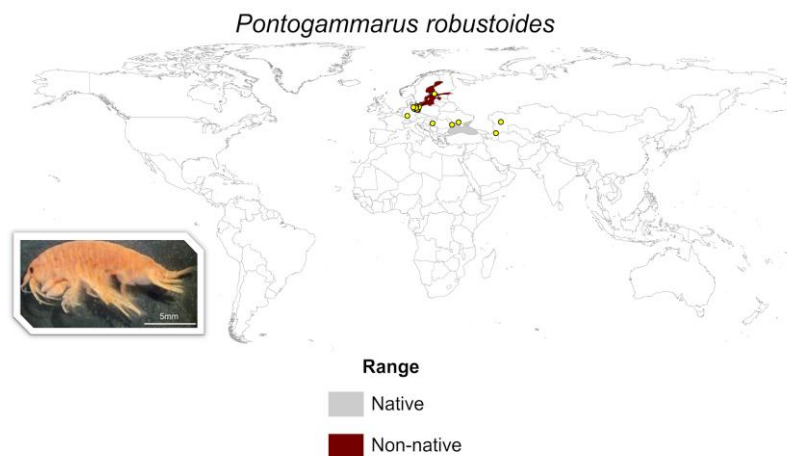 Pontogammarus robustoides
5mm
Range
Native
Non-native